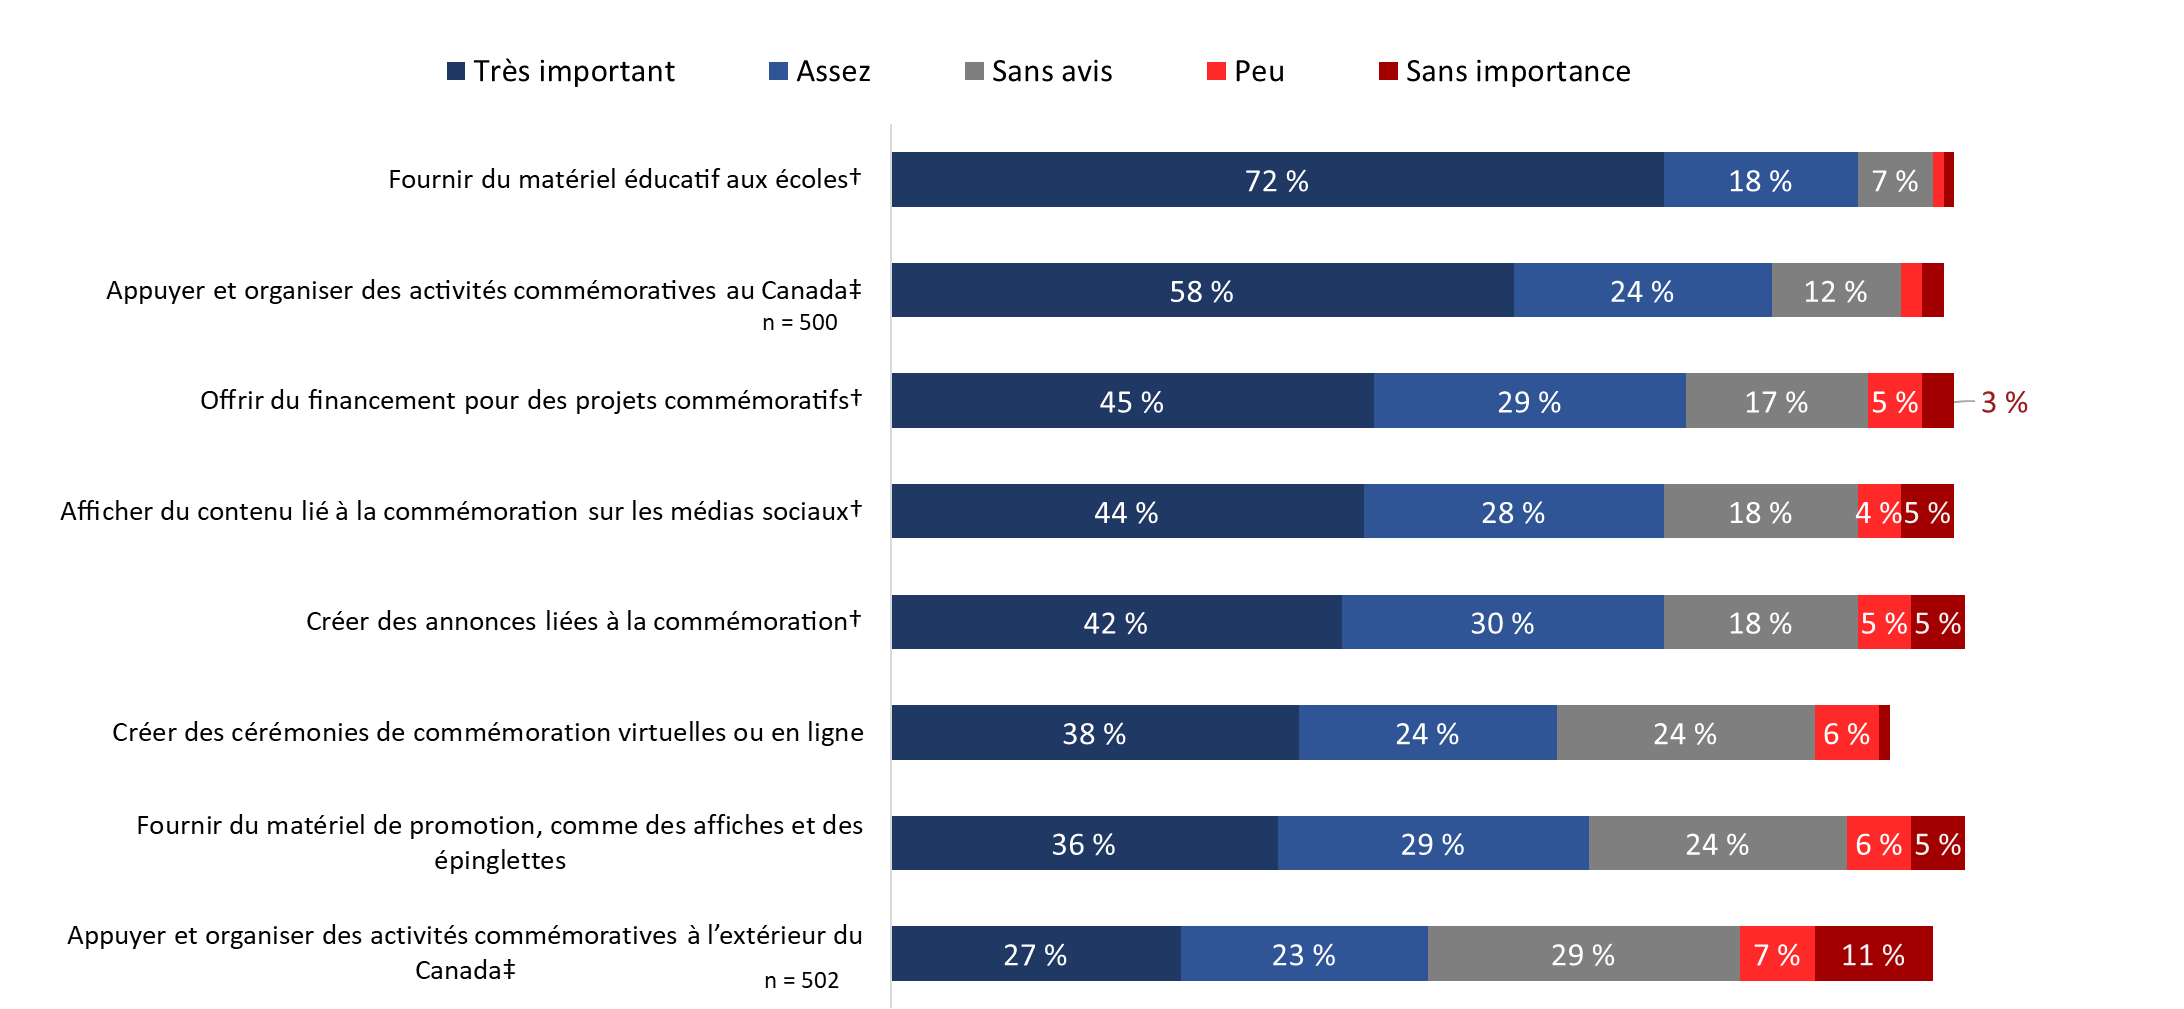 Très important Assez Sans avis Peu Sans importance
Fournir du matériel éducatif aux écoles† 72 % 18 % 7 %
Appuyer et organiser des activités commémoratives au Canada‡ 58 % 24 % 12 %
n = 500
Offrir du financement pour des projets commémoratifs† 45 % 29 % 17 % 5 % 3 %
Afficher du contenu lié à la commémoration sur les médias sociaux† 44 % 28 % 18 % 4 % 5 %
Créer des annonces liées à la commémoration† 42 % 30 % 18 % 5 % 5 %
Créer des cérémonies de commémoration virtuelles ou en ligne 38 % 24 % 24 % 6 %
Fournir du matériel de promotion, comme des affiches et des
épinglettes
36 % 29 % 24 % 6 % 5 %
Appuyer et organiser des activités commémoratives à l’extérieur du
Canada‡
n = 502
27 % 23 % 29 % 7 % 11 %